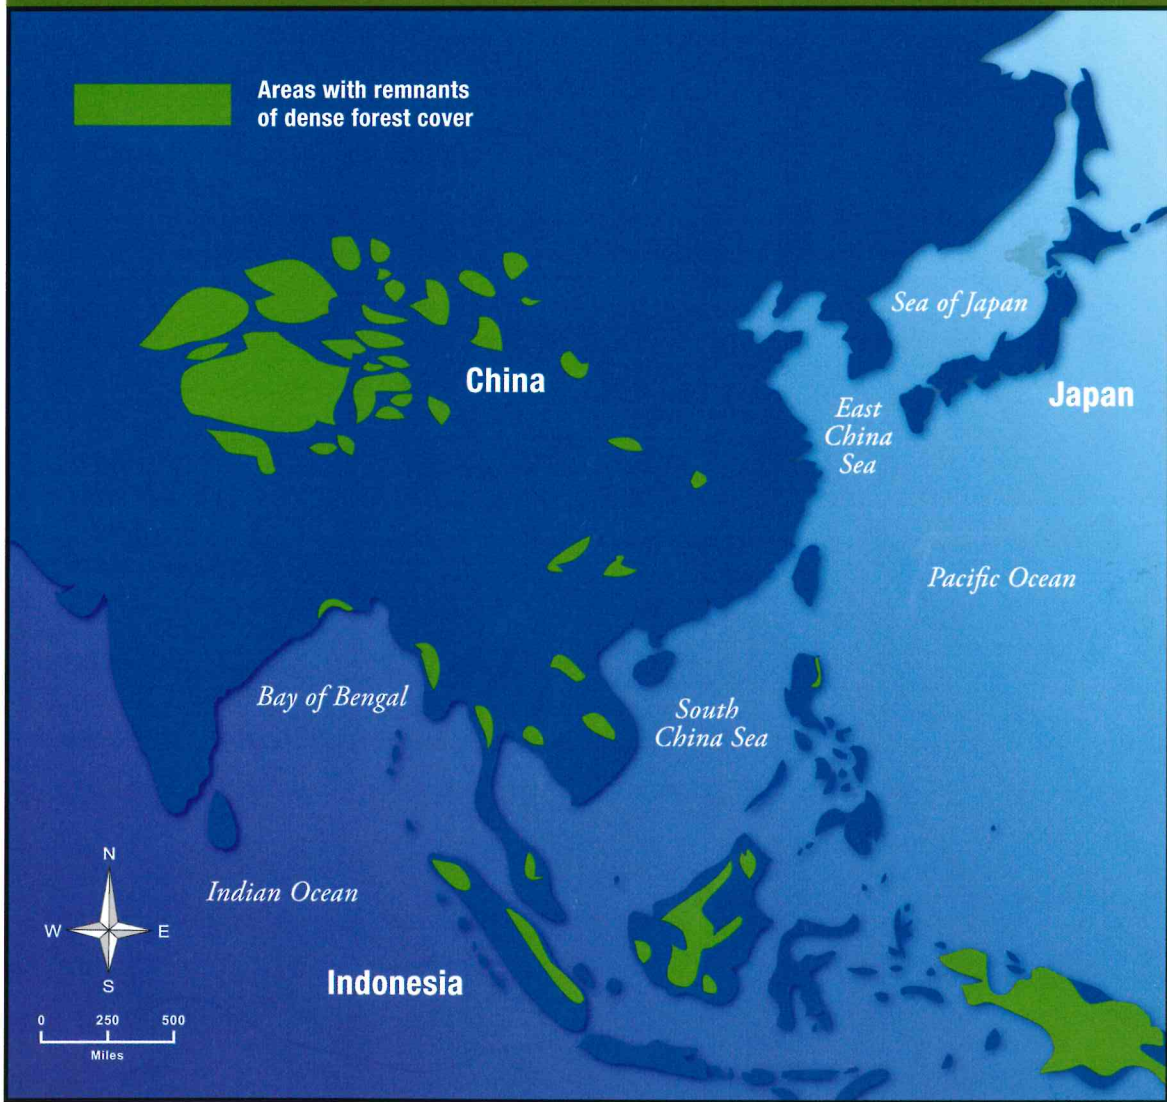 Areas with remnants
of dense forest cover
China
Sea of Japan
Japan
East
China
Sea
Pacific Ocean
Bay of Bengal
South
China Sea
Indian Ocean
Indonesia
N
W E
S
0 250 500
Miles